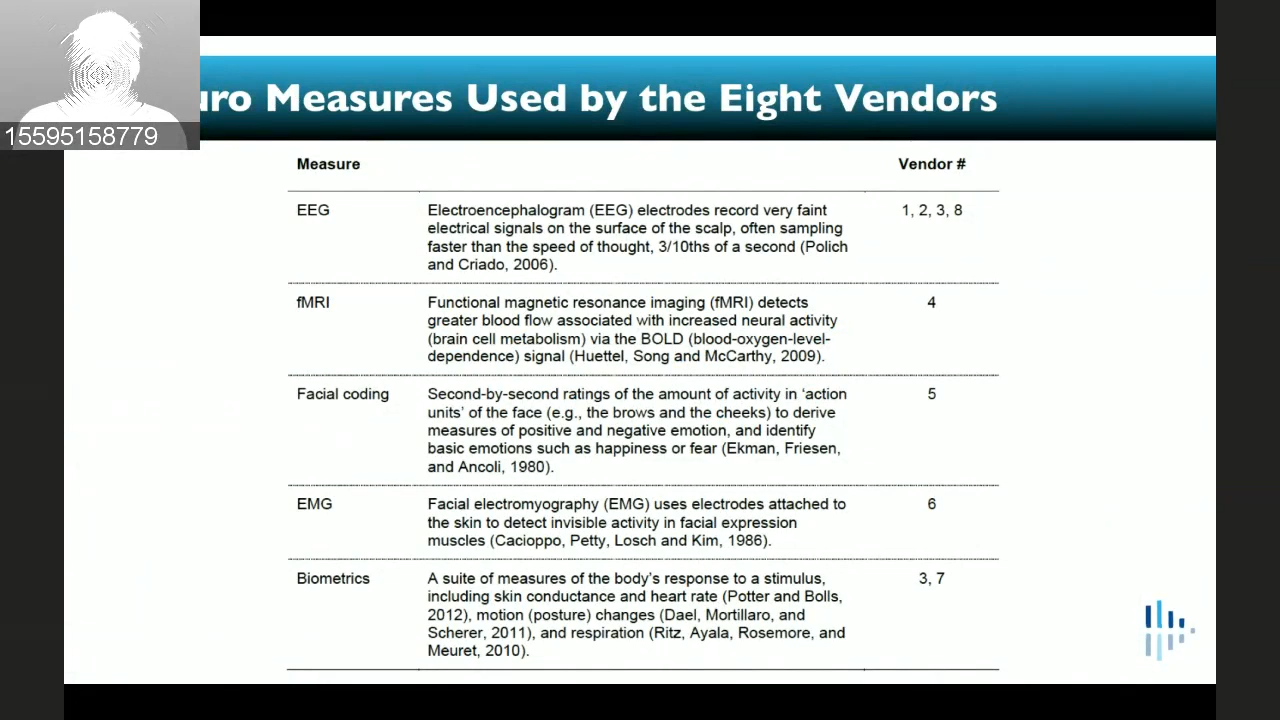 15595158779
uro Measures Used by the Eight Vendors
Measure Vendor #
EEG Electroencephalogram (EEG) electrodes record very faint 1, 2, 3, 8
electrical signals on the surface of the scalp, often sampling
faster than the speed of thought, 3/10ths of a second (Polich
and Criado, 2006).
fMRI Functional magnetic resonance imaging (fMRI) detects 4
greater blood flow associated with increased neural activity
(brain cell metabolism) via the BOLD (blood-oxygen-level-
dependence) signal (Huettel, Song and McCarthy, 2009).
Facial coding Second-by-second ratings of the amount of activity in ‘action 5
units’ of the face (e.g., the brows and the cheeks) to derive
measures of positive and negative emotion, and identify
basic emotions such as happiness or fear (Ekman, Friesen,
and Ancoli, 1980).
EMG Facial electromyography (EMG) uses electrodes attached to 6
the skin to detect invisible activity in facial expression
muscles (Cacioppo, Petty, Losch and Kim, 1986).
Biometrics A suite of measures of the body’s response to a stimulus, 3, 7
including skin conductance and heart rate (Potter and Bolls,
2012), motion (posture) changes (Dael, Mortillaro, and
Scherer, 2011), and respiration (Ritz, Ayala, Rosemore, and
Meuret, 2010).